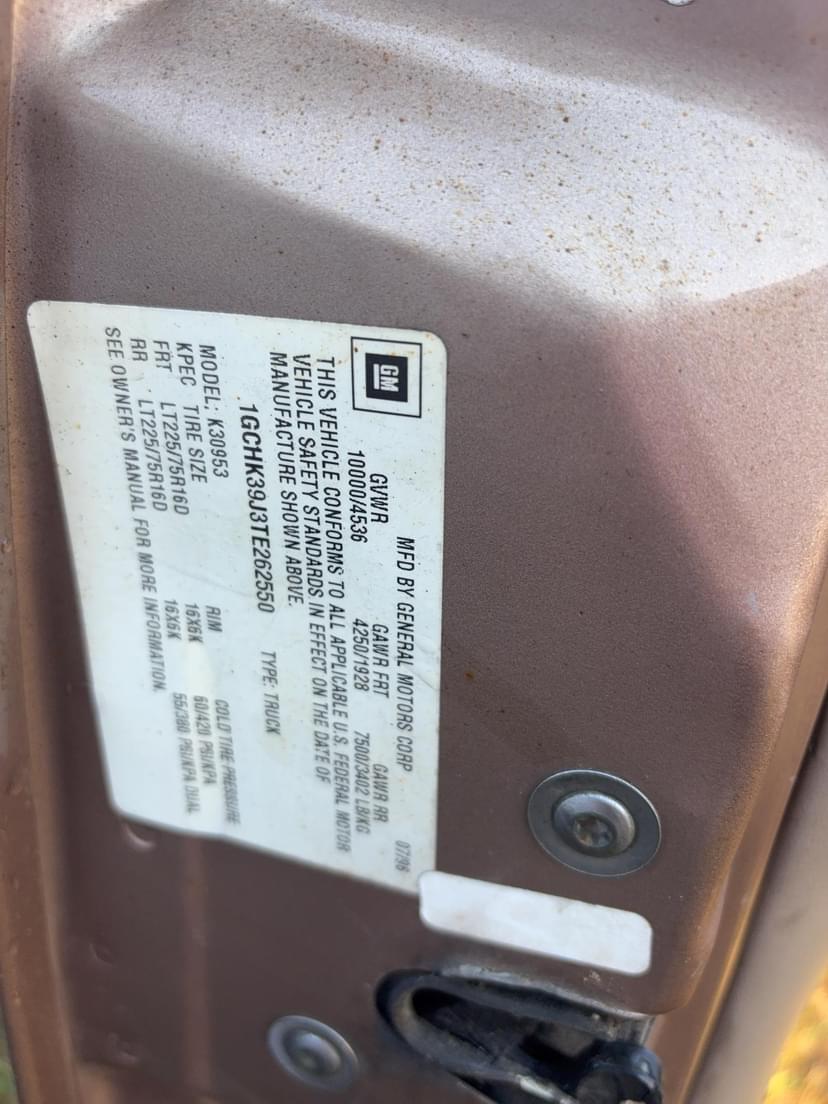 GM
MFD BY GENERAL MOTORS CORP 07/96
GVWR GAWR FRT GAWR RR
10000/4536 4250/1928 7500/3402 LB/KG
THIS VEHICLE CONFORMS TO ALL APPLICABLE U.S. FEDERAL MOTOR
VEHICLE SAFETY STANDARDS IN EFFECT ON THE DATE OF
MANUFACTURE SHOWN ABOVE.
1GCHK39J3TE262550 TYPE: TRUCK
MODEL: K30953
KPEC TIRE SIZE RIM COLD TIRE PRESSURE
FRT LT225/75R16D 16X6K 60/420 PSI/KPA
RR LT225/75R16D 16X6K 55/380 PSI/KPA DUAL
SEE OWNER'S MANUAL FOR MORE INFORMATION.